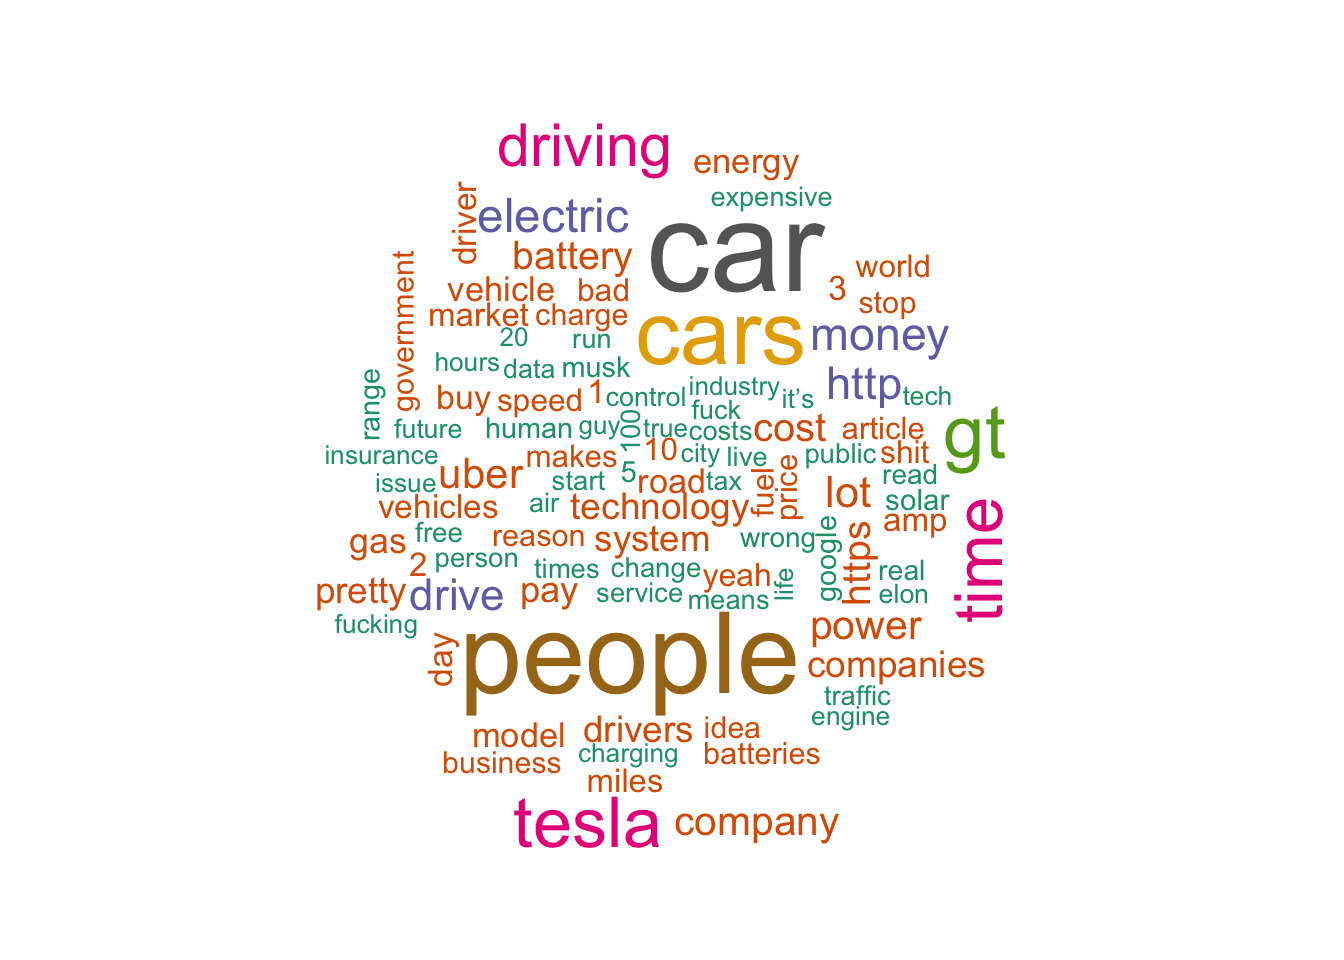 driving
energy
expensive
driver
electric
car
battery
government
world
vehicle
bad
3
stop
market
charge
cars
money
20
run
hours
data
musk
http
range
industry
tech
buy
speed
1
control
it’s
fuck
gt
future
human
guy
100
true
costs
cost
article
insurance
makes
10
city
live
public
shit
uber
5
issue
start
road
tax
fuel
price
read
lot
solar
vehicles
air
technology
amp
time
gas
free
reason
system
wrong
google
https
2
person
times
change
yeah
life
real
pretty
drive
pay
service
means
elon
fucking
day
people
power
companies
traffic
engine
model
drivers
idea
business
charging
batteries
miles
tesla
company